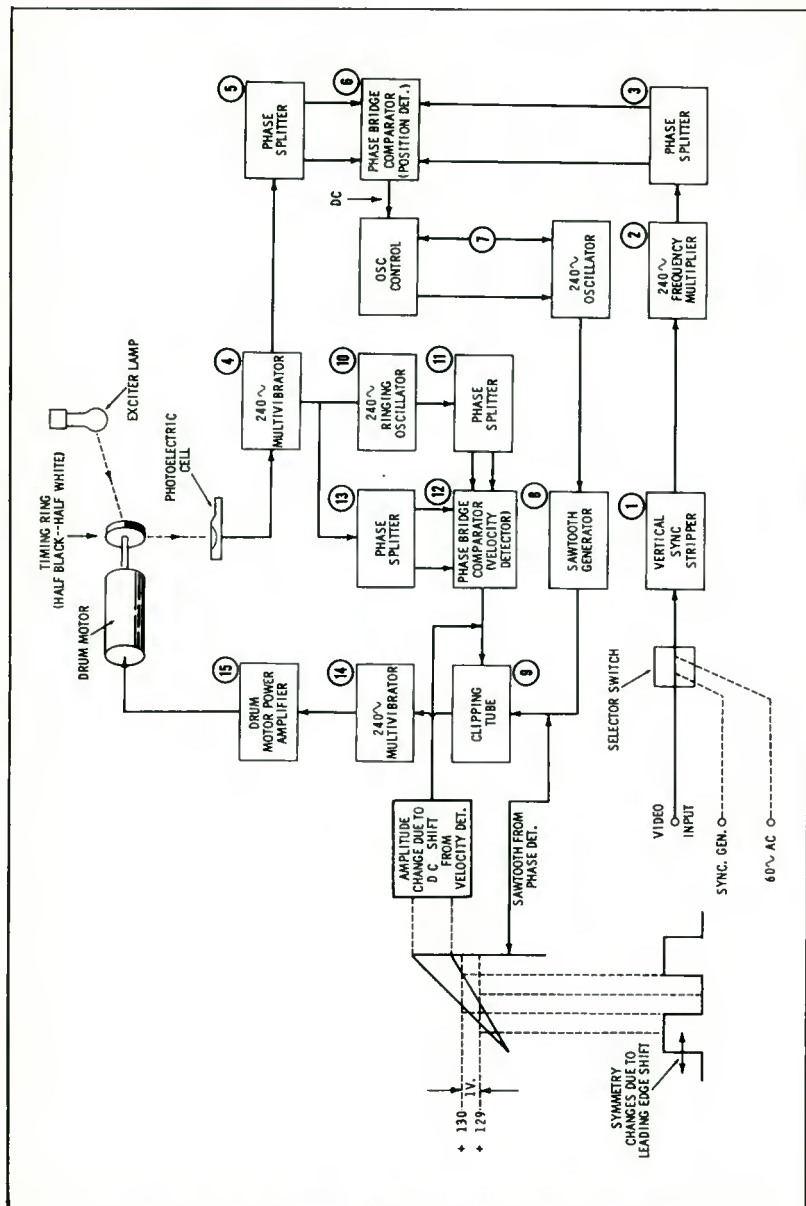 EXCITER LAMP
TIMING RING
(HALF BLACK--HALF WHITE)
DRUM MOTOR
PHOTOELECTRIC
CELL
5
PHASE
SPLITTER
6
PHASE BRIDGE
COMPARATOR
(POSITION DET.)
3
PHASE
SPLITTER
DC
OSC
CONTROL
7
240~
OSCILLATOR
2
240~
FREQUENCY
MULTIPLIER
4
240~
MULTIVIBRATOR
10
240~
RINGING
OSCILLATOR
11
PHASE
SPLITTER
13
PHASE
SPLITTER
12
PHASE BRIDGE
COMPARATOR
(VELOCITY
DETECTOR)
8
SAWTOOTH
GENERATOR
1
VERTICAL
SYNC
STRIPPER
15
DRUM
MOTOR POWER
AMPLIFIER
14
240~
MULTIVIBRATOR
9
CLIPPING
TUBE
SELECTOR SWITCH
VIDEO
INPUT
SYNC. GEN.
60~ AC
AMPLITUDE
CHANGE DUE TO
DC SHIFT
FROM
VELOCITY DET.
SAWTOOTH FROM
PHASE DET.
+ 130
1V.
+ 129
SYMMETRY
CHANGES DUE TO
LEADING EDGE SHIFT